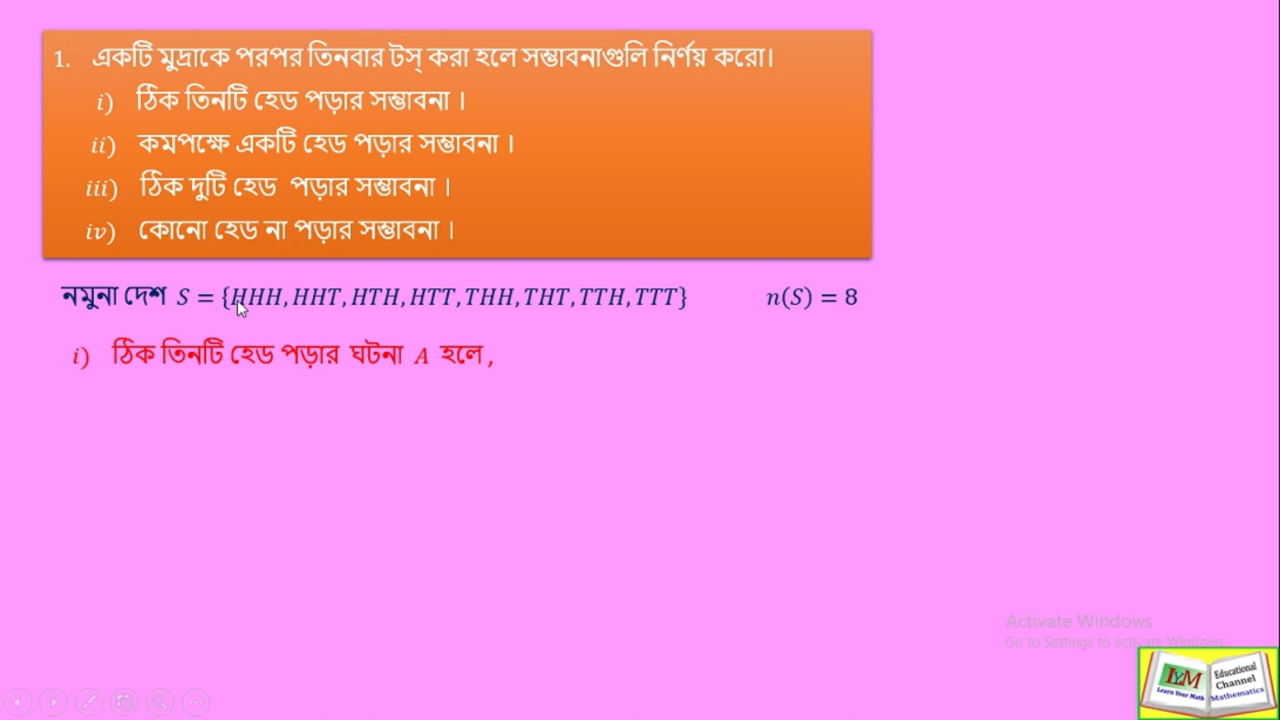 1. একটি মুদ্রাকে পরপর তিনবার টস্ করা হলে সম্ভাবনাগুলি নির্ণয় করো।
i) ঠিক তিনটি হেড পড়ার সম্ভাবনা ।
ii) কমপক্ষে একটি হেড পড়ার সম্ভাবনা ।
iii) ঠিক দুটি হেড পড়ার সম্ভাবনা ।
iv) কোনো হেড না পড়ার সম্ভাবনা ।
নমুনা দেশ S = {HHH, HHT, HTH, HTT, THH, THT, TTH, TTT} n(S) = 8
i) ঠিক তিনটি হেড পড়ার ঘটনা A হলে ,
Activate Windows
Go to Settings to activate Windows.
LYM
Learn Your Math
Educational
Channel
Mathematics